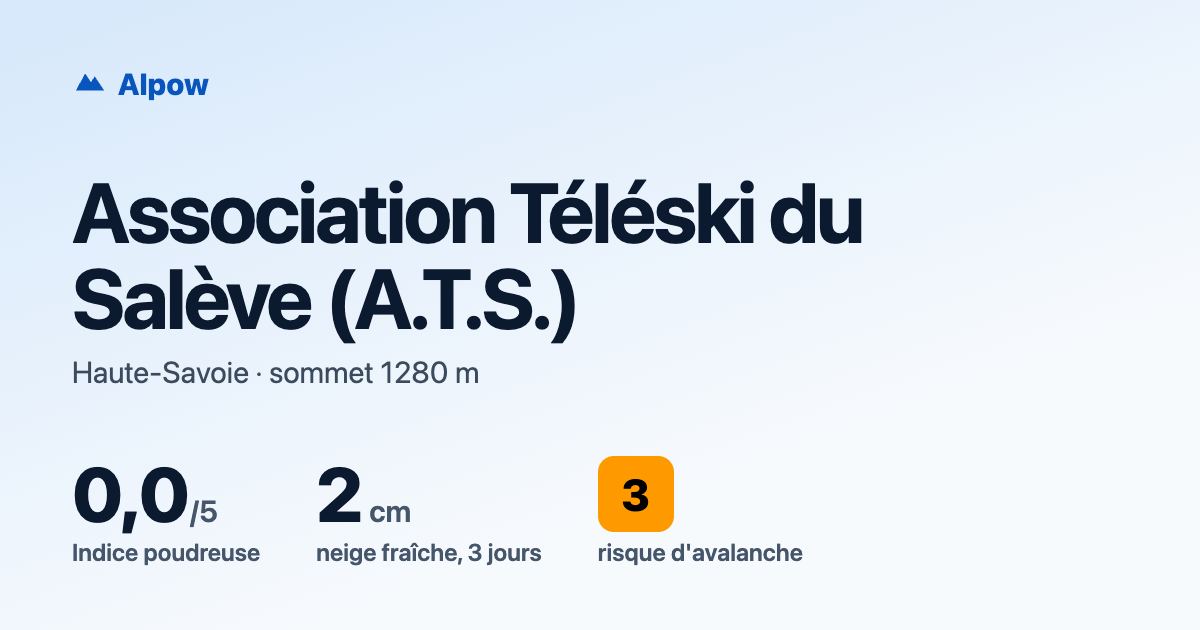 Alpow
Association Téléski du
Salève (A.T.S.)
Haute-Savoie · sommet 1280 m
0,0/5
Indice poudreuse
2 cm
neige fraîche, 3 jours
3
risque d'avalanche